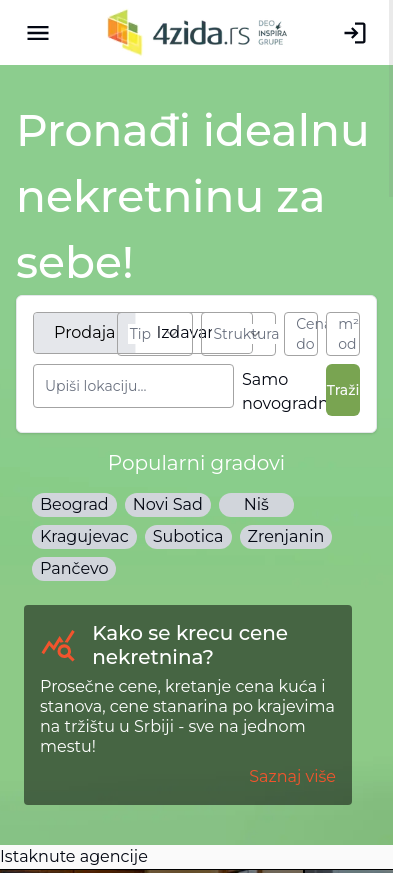 4zida.rs DEO INSPIRA GRUPE
Pronađi idealnu
nekretninu za
sebe!
Prodaja Tip Izdavan Struktura Cena do m² od
Upiši lokaciju... Samo novogradn Traži
Popularni gradovi
Beograd Novi Sad Niš
Kragujevac Subotica Zrenjanin
Pančevo
Kako se krecu cene
nekretnina?
Prosečne cene, kretanje cena kuća i
stanova, cene stanarina po krajevima
na tržištu u Srbiji - sve na jednom
mestu!
Saznaj više
Istaknute agencije